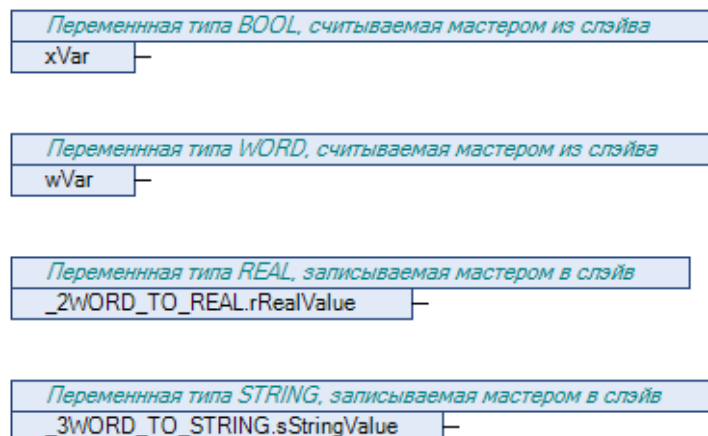 Переменнная типа BOOL, считываемая мастером из слэйва
xVar
Переменнная типа WORD, считываемая мастером из слэйва
wVar
Переменнная типа REAL, записываемая мастером в слэйв
_2WORD_TO_REAL.rRealValue
Переменнная типа STRING, записываемая мастером в слэйв
_3WORD_TO_STRING.sStringValue